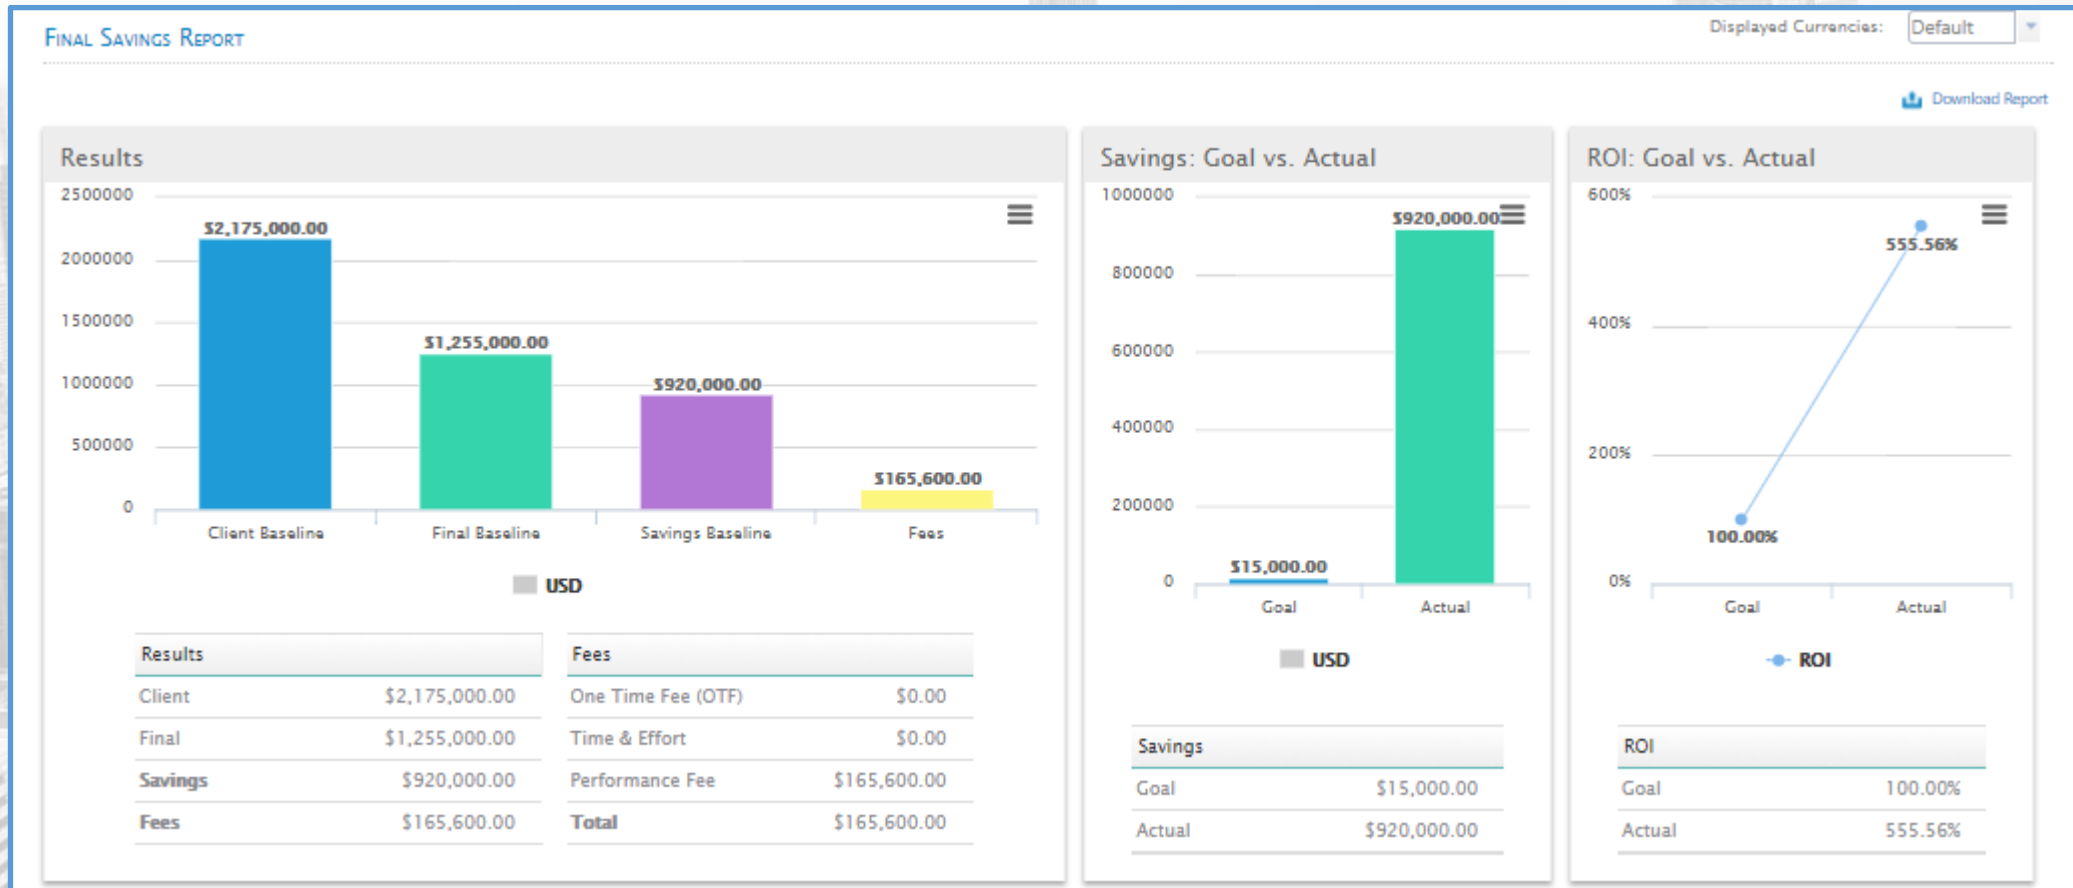 Final Savings Report
Displayed Currencies: Default
Download Report
Results
2500000
2000000
1500000
1000000
500000
0
$2,175,000.00
$1,255,000.00
$920,000.00
$165,600.00
Client Baseline Final Baseline Savings Baseline Fees
USD
Results
Client $2,175,000.00
Final $1,255,000.00
Savings $920,000.00
Fees $165,600.00
Fees
One Time Fee (OTF) $0.00
Time & Effort $0.00
Performance Fee $165,600.00
Total $165,600.00
Savings: Goal vs. Actual
1000000
800000
600000
400000
200000
0
$15,000.00
$920,000.00
Goal Actual
USD
Savings
Goal $15,000.00
Actual $920,000.00
ROI: Goal vs. Actual
600%
400%
200%
0%
100.00%
555.56%
Goal Actual
ROI
ROI
Goal 100.00%
Actual 555.56%